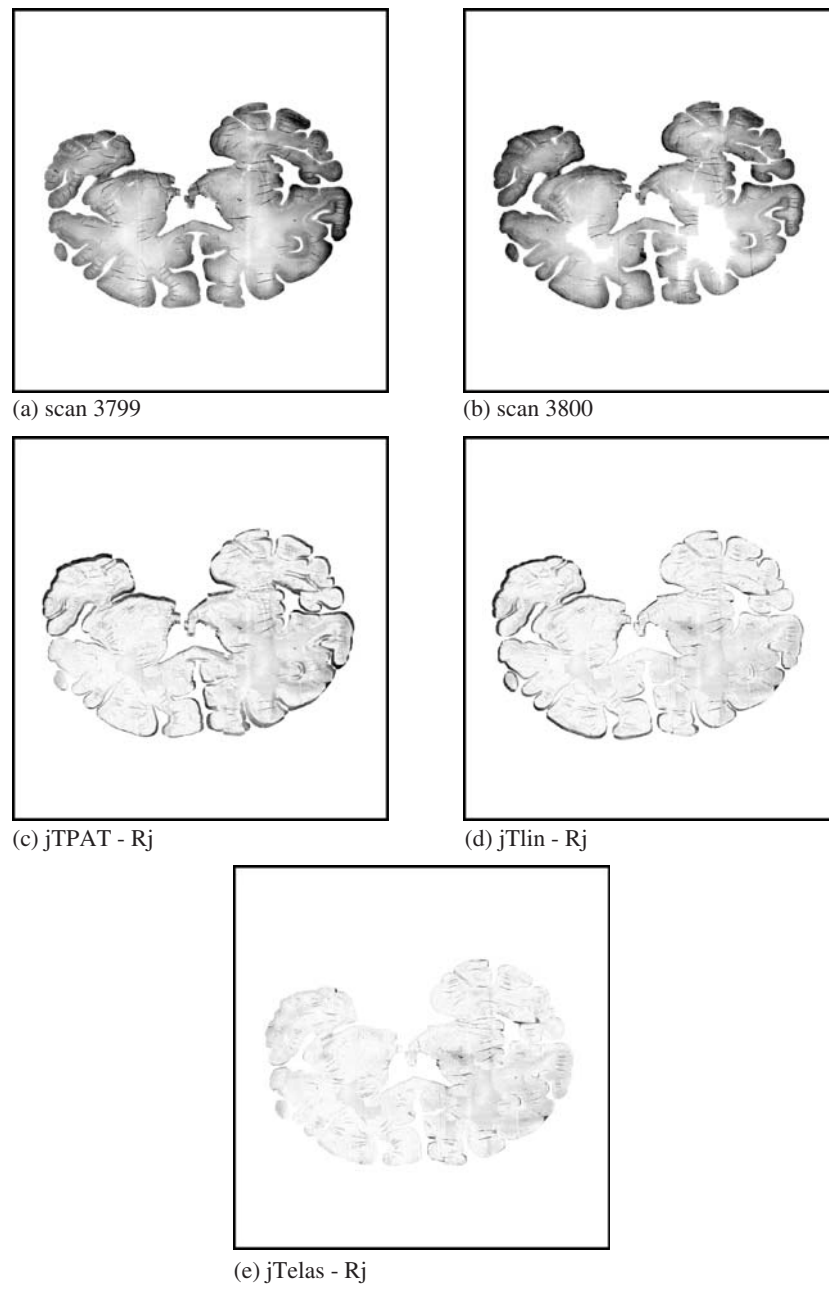 (a) scan 3799
(b) scan 3800
(c) jTPAT - Rj
(d) jTlin - Rj
(e) jTelas - Rj